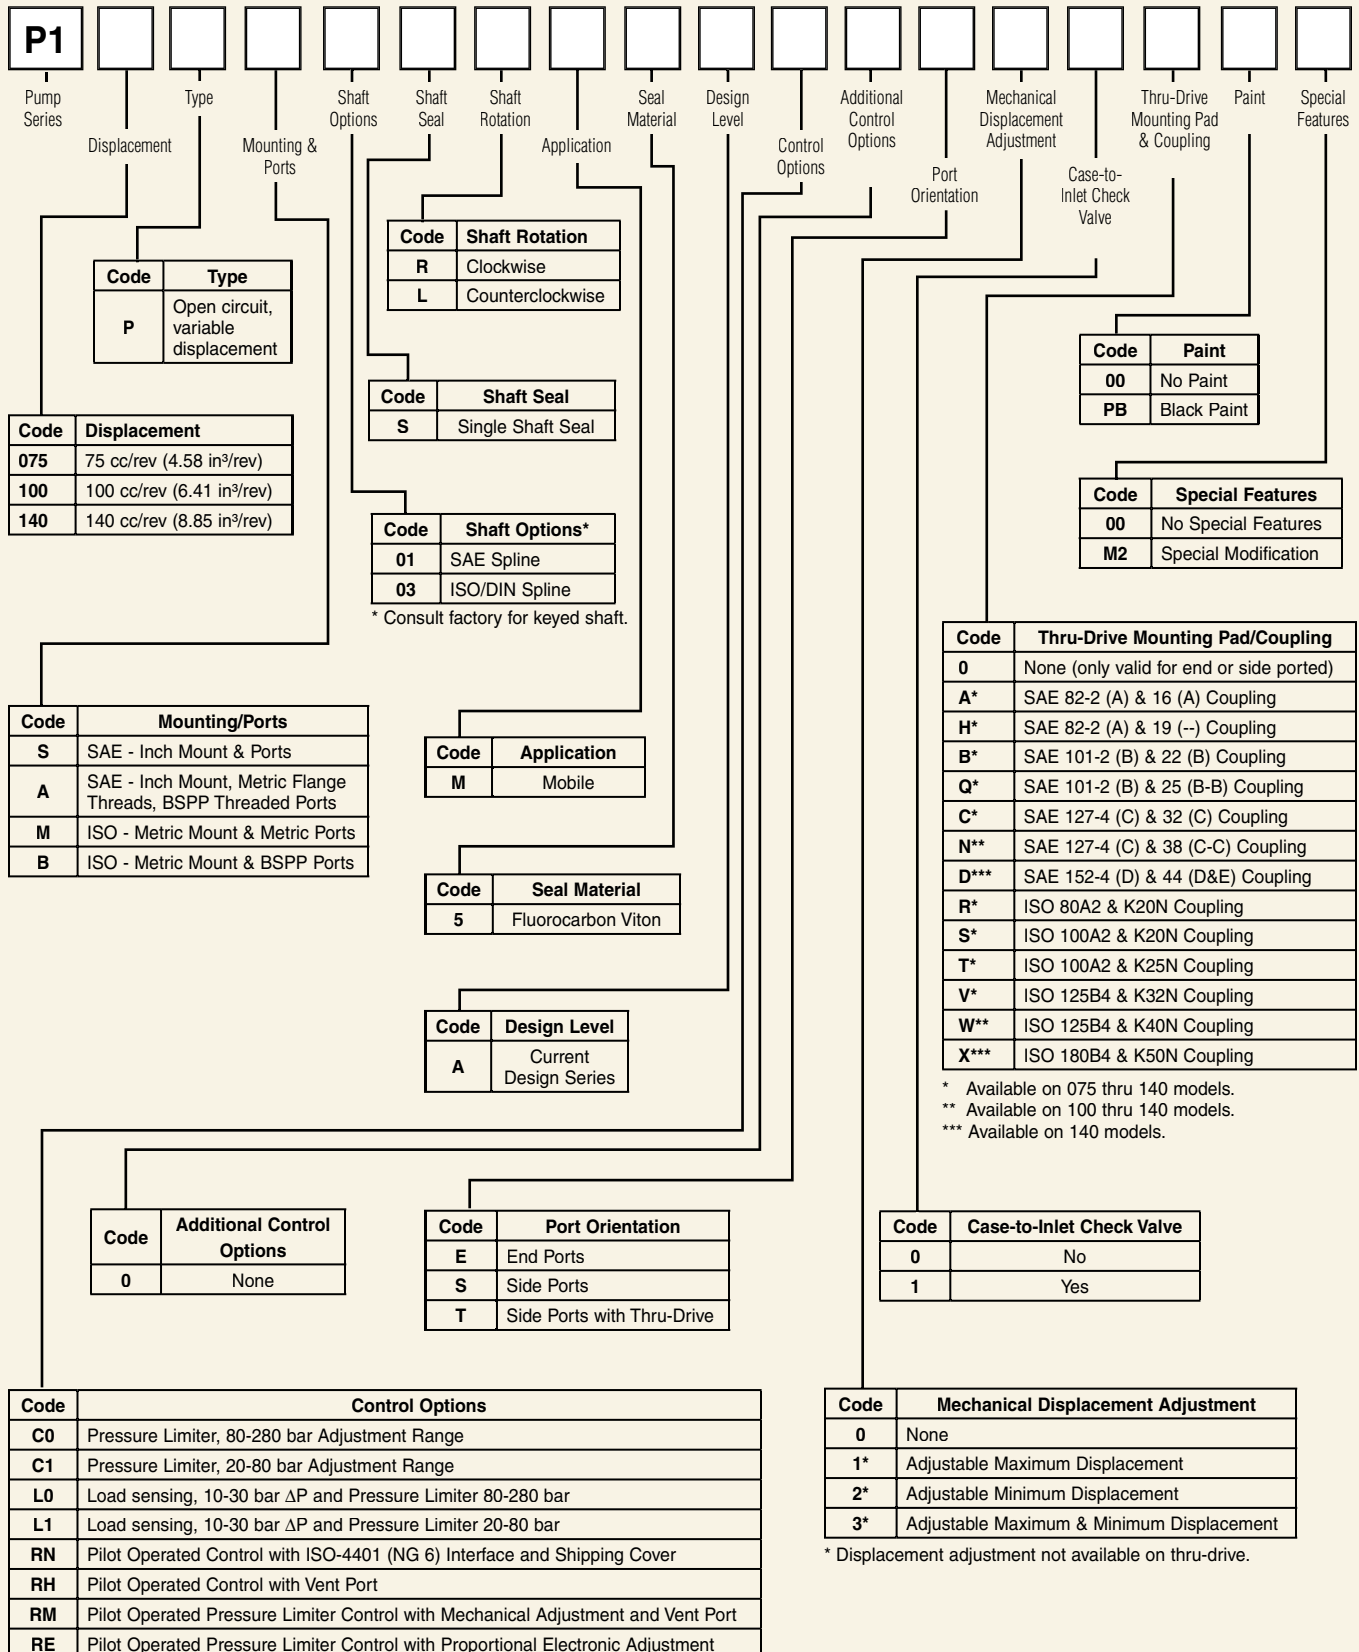 P1
Pump
Series
Displacement
Type
Mounting &
Ports
Shaft
Options
Shaft
Seal
Shaft
Rotation
Application
Seal
Material
Design
Level
Control
Options
Additional
Control
Options
Port
Orientation
Mechanical
Displacement
Adjustment
Case-to-
Inlet Check
Valve
Thru-Drive
Mounting Pad
& Coupling
Paint
Special
Features
Code Shaft Rotation
R Clockwise
L Counterclockwise
Code Type
P Open circuit,
variable
displacement
Code Paint
00 No Paint
PB Black Paint
Code Shaft Seal
S Single Shaft Seal
Code Displacement
075 75 cc/rev (4.58 in³/rev)
100 100 cc/rev (6.41 in³/rev)
140 140 cc/rev (8.85 in³/rev)
Code Special Features
00 No Special Features
M2 Special Modification
Code Shaft Options*
01 SAE Spline
03 ISO/DIN Spline
* Consult factory for keyed shaft.
Code Thru-Drive Mounting Pad/Coupling
0 None (only valid for end or side ported)
A* SAE 82-2 (A) & 16 (A) Coupling
H* SAE 82-2 (A) & 19 (--) Coupling
B* SAE 101-2 (B) & 22 (B) Coupling
Q* SAE 101-2 (B) & 25 (B-B) Coupling
C* SAE 127-4 (C) & 32 (C) Coupling
N** SAE 127-4 (C) & 38 (C-C) Coupling
D*** SAE 152-4 (D) & 44 (D&E) Coupling
R* ISO 80A2 & K20N Coupling
S* ISO 100A2 & K20N Coupling
T* ISO 100A2 & K25N Coupling
V* ISO 125B4 & K32N Coupling
W** ISO 125B4 & K40N Coupling
X*** ISO 180B4 & K50N Coupling
* Available on 075 thru 140 models.
** Available on 100 thru 140 models.
*** Available on 140 models.
Code Mounting/Ports
S SAE - Inch Mount & Ports
A SAE - Inch Mount, Metric Flange
Threads, BSPP Threaded Ports
M ISO - Metric Mount & Metric Ports
B ISO - Metric Mount & BSPP Ports
Code Application
M Mobile
Code Seal Material
5 Fluorocarbon Viton
Code Design Level
A Current
Design Series
Code Additional Control
Options
0 None
Code Port Orientation
E End Ports
S Side Ports
T Side Ports with Thru-Drive
Code Case-to-Inlet Check Valve
0 No
1 Yes
Code Control Options
C0 Pressure Limiter, 80-280 bar Adjustment Range
C1 Pressure Limiter, 20-80 bar Adjustment Range
L0 Load sensing, 10-30 bar ∆P and Pressure Limiter 80-280 bar
L1 Load sensing, 10-30 bar ∆P and Pressure Limiter 20-80 bar
RN Pilot Operated Control with ISO-4401 (NG 6) Interface and Shipping Cover
RH Pilot Operated Control with Vent Port
RM Pilot Operated Pressure Limiter Control with Mechanical Adjustment and Vent Port
RE Pilot Operated Pressure Limiter Control with Proportional Electronic Adjustment
Code Mechanical Displacement Adjustment
0 None
1* Adjustable Maximum Displacement
2* Adjustable Minimum Displacement
3* Adjustable Maximum & Minimum Displacement
* Displacement adjustment not available on thru-drive.